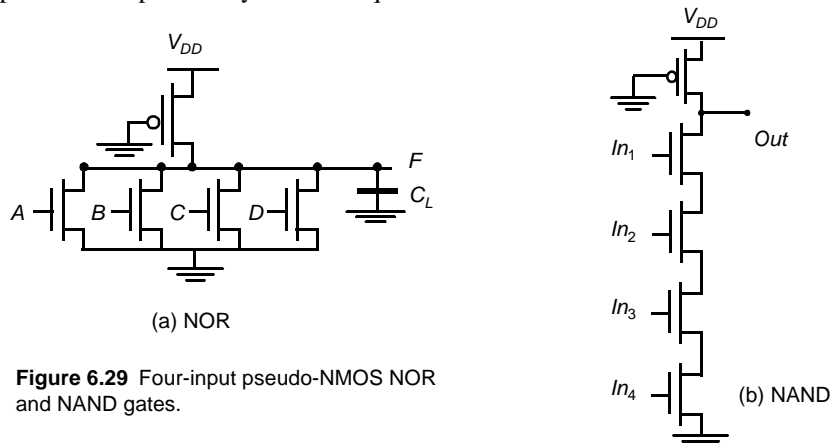 V_DD
F
A
B
C
D
C_L
(a) NOR
Figure 6.29 Four-input pseudo-NMOS NOR
and NAND gates.
V_DD
Out
In_1
In_2
In_3
In_4
(b) NAND